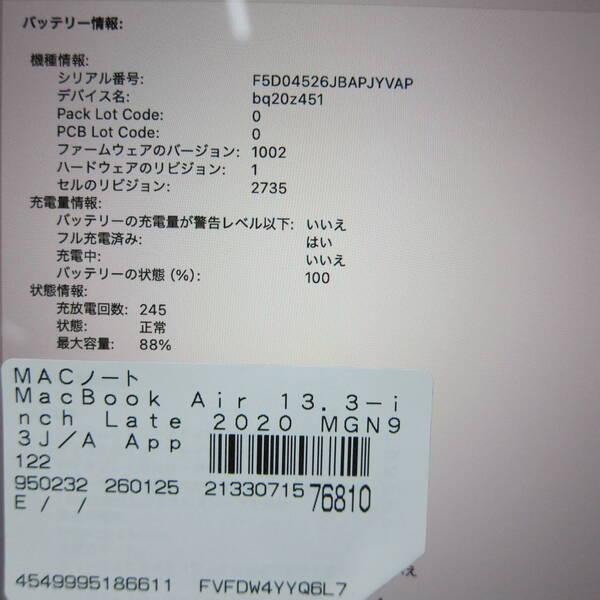 バッテリー情報:
機種情報:
シリアル番号: F5D04526JBAPJYVAP
デバイス名: bq20z451
Pack Lot Code: 0
PCB Lot Code: 0
ファームウェアのバージョン: 1002
ハードウェアのリビジョン: 1
セルのリビジョン: 2735
充電量情報:
バッテリーの充電量が警告レベル以下: いいえ
フル充電済み: はい
充電中: いいえ
バッテリーの状態 (%): 100
状態情報:
充放電回数: 245
状態: 正常
最大容量: 88%
MACノート
MacBook Air 13.3-i
nch Late 2020 MGN9
3J/A App
122
950232 260125 21330715 76810
E / /
4549995186611 FVFDW4YYQ6L7